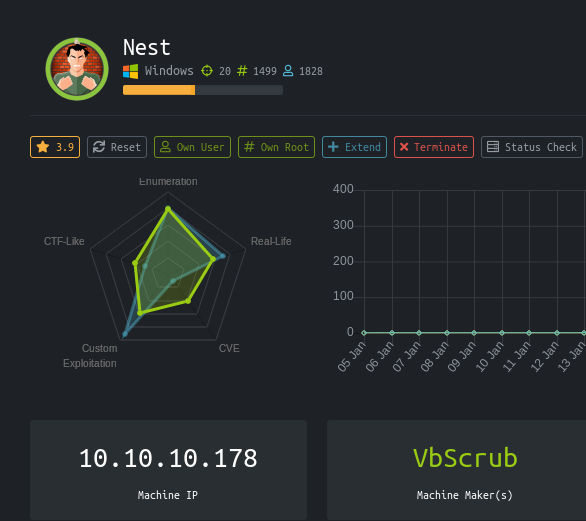 Nest
Windows 20 # 1499 1828
3.9 Reset Own User # Own Root Extend Terminate Status Check
Enumeration
CTF-Like
Real-Life
Custom Exploitation
CVE
400
300
200
100
0
05 Jan 06 Jan 07 Jan 08 Jan 09 Jan 10 Jan 11 Jan 12 Jan 13 Jan
10.10.10.178
Machine IP
VbScrub
Machine Maker(s)